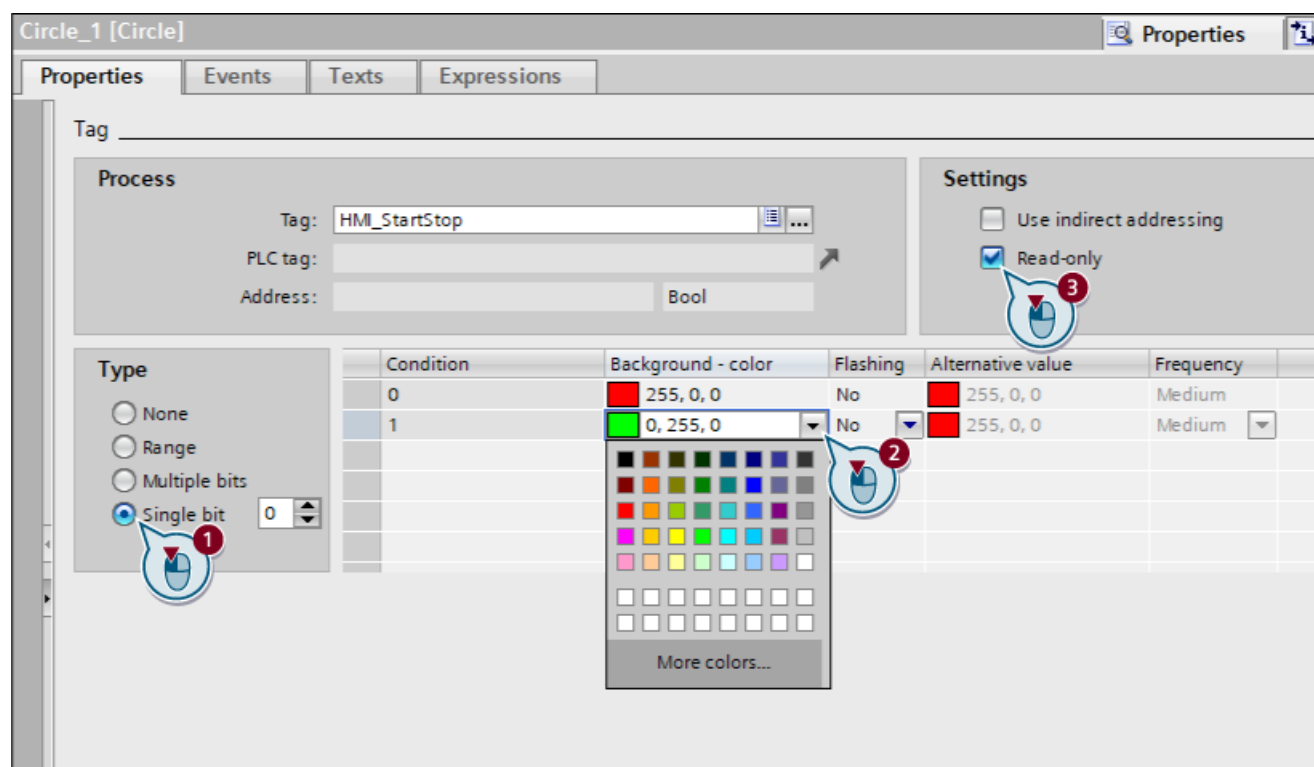 Circle_1 [Circle]
Properties
Properties Events Texts Expressions
Tag
Process
Tag: HMI_StartStop ...
PLC tag:
Address: Bool
Settings
Use indirect addressing
Read-only
3
Type
None
Range
Multiple bits
Single bit 0
1
Condition Background - color Flashing Alternative value Frequency
0 255, 0, 0 No 255, 0, 0 Medium
1 0, 255, 0 No 255, 0, 0 Medium
2
More colors...